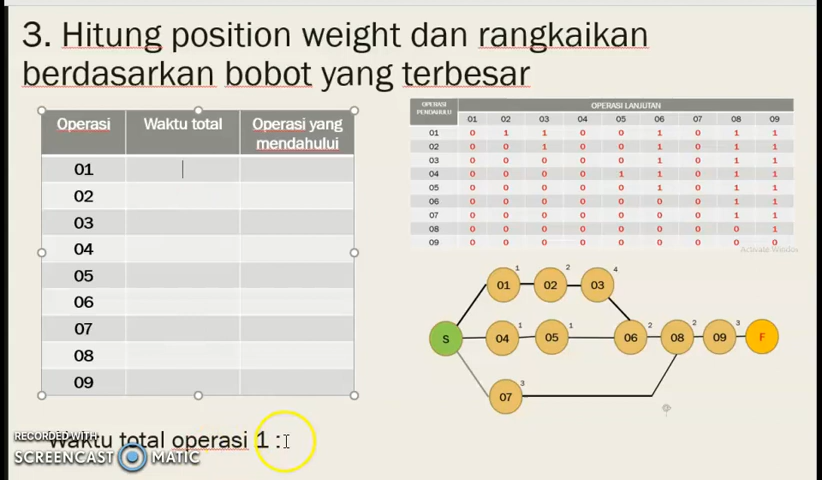 3. Hitung position weight dan rangkaikan
berdasarkan bobot yang terbesar
Operasi Waktu total Operasi yang
mendahului
01
02
03
04
05
06
07
08
09
OPERASI
PENDAHULU
OPERASI LANJUTAN
01 02 03 04 05 06 07 08 09
01 0 1 1 0 0 1 0 1 1
02 0 0 1 0 0 1 0 1 1
03 0 0 0 0 0 1 0 1 1
04 0 0 0 0 1 1 0 1 1
05 0 0 0 0 0 1 0 1 1
06 0 0 0 0 0 0 0 1 1
07 0 0 0 0 0 0 0 1 1
08 0 0 0 0 0 0 0 0 1
09 0 0 0 0 0 0 0 0 0
Activate Window
1 2 4
01 02 03
1 1 2 2 3
S 04 05 06 08 09 F
3
07
Waktu total operasi 1 :
RECORDED WITH
SCREENCAST MATIC